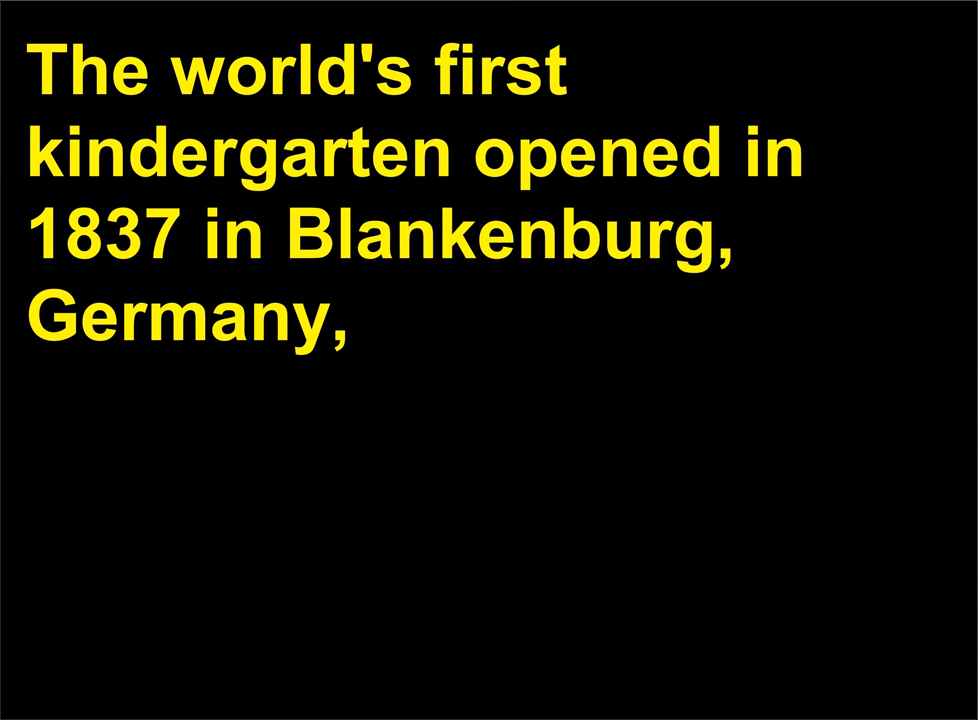 The world's first
kindergarten opened in
1837 in Blankenburg,
Germany,